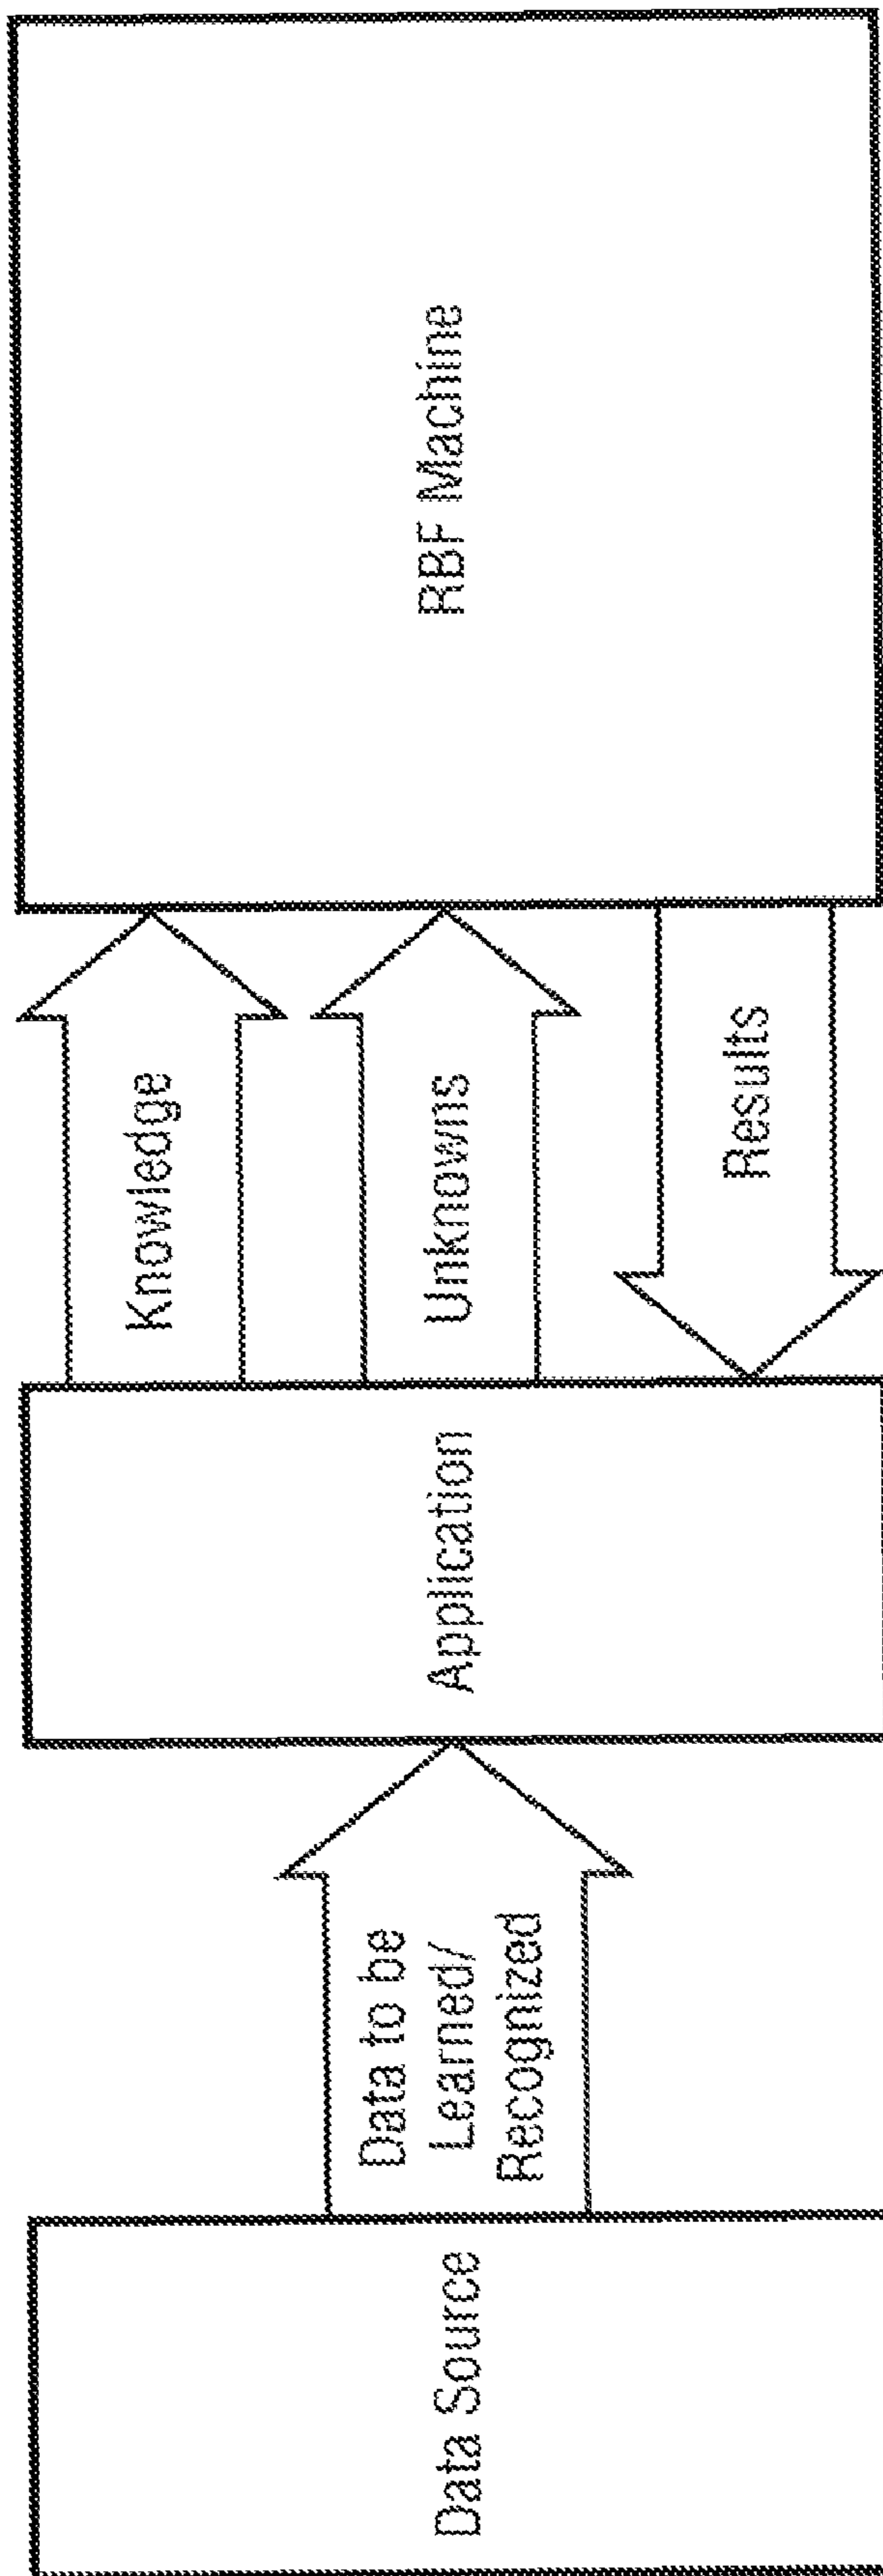 Data Source
Data to be
Learned/
Recognized
Application
Knowledge
Unknowns
Results
RBF Machine